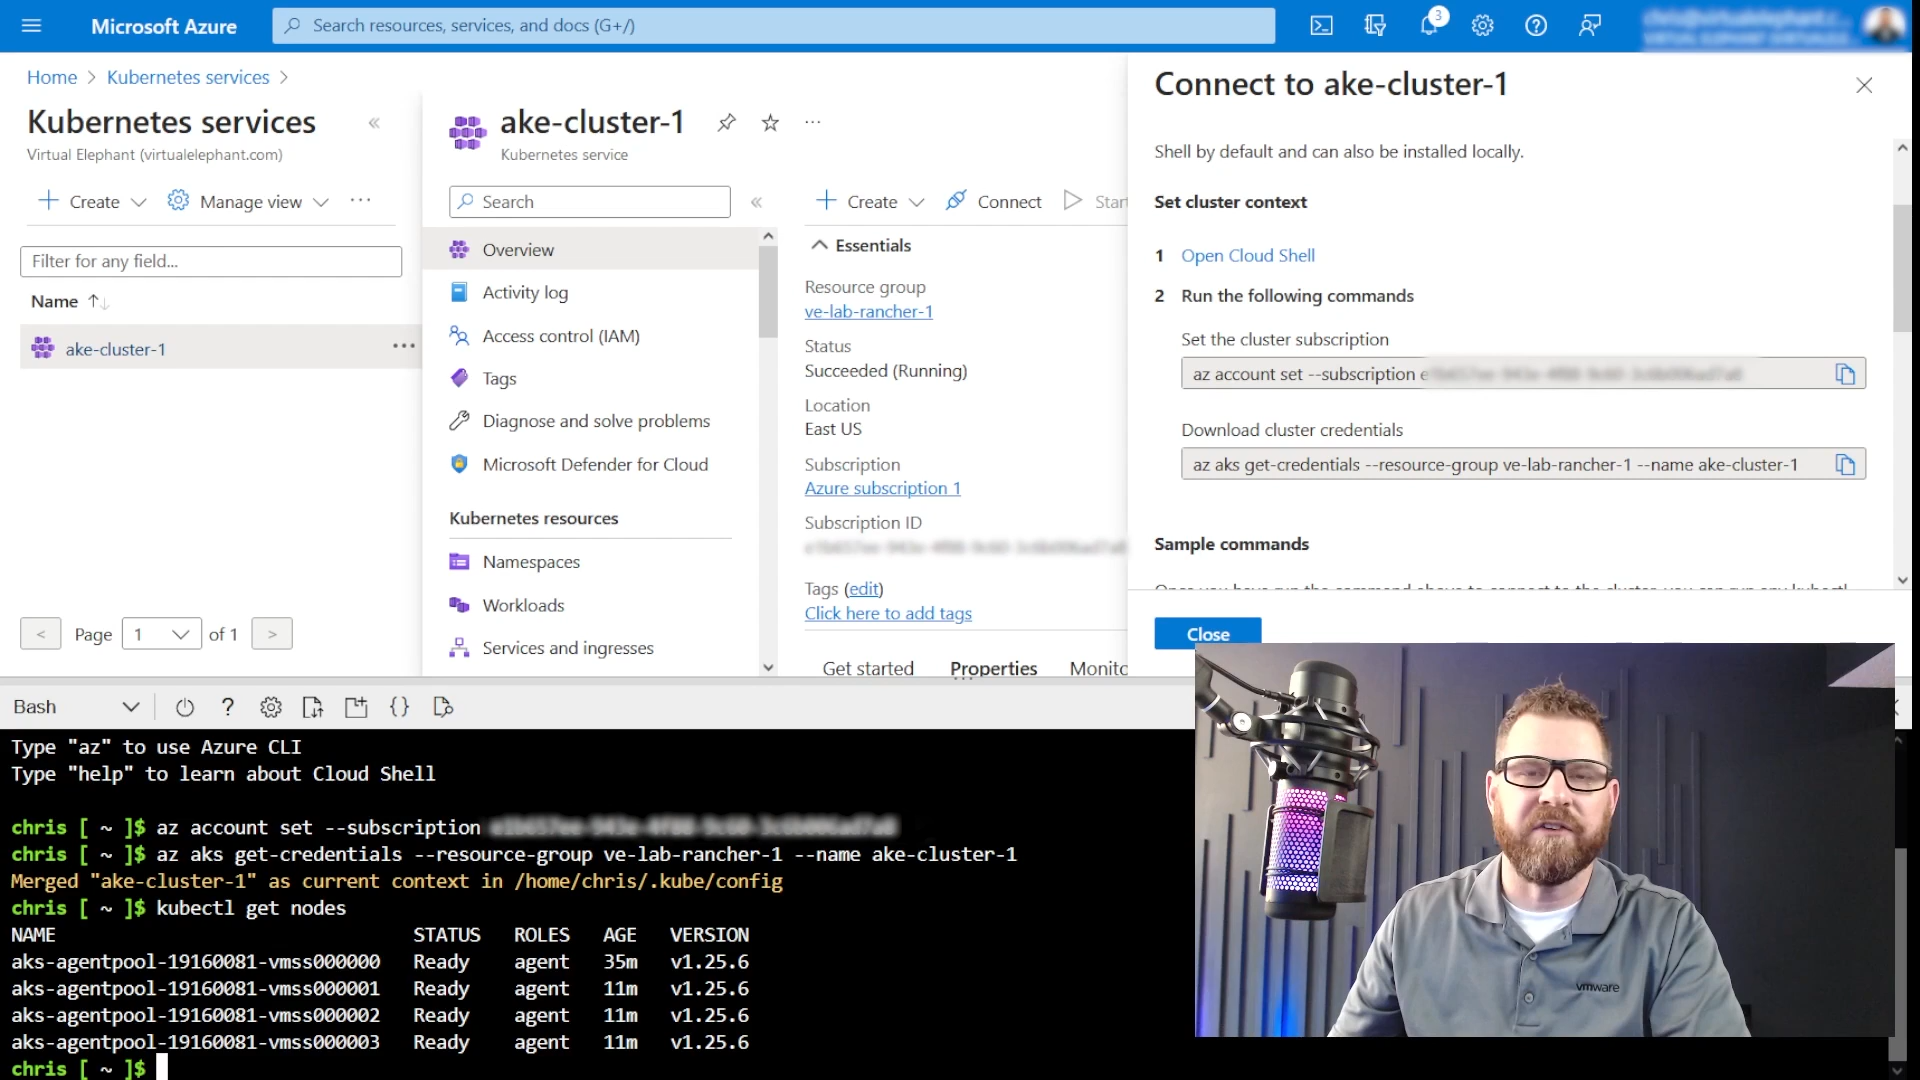 Microsoft Azure
Search resources, services, and docs (G+/)
3
Home > Kubernetes services >
Kubernetes services
«
Virtual Elephant (virtualelephant.com)
+ Create
Manage view
...
Filter for any field...
Name ↑↓
ake-cluster-1
...
< Page 1 of 1 >
ake-cluster-1
...
Kubernetes service
Search
«
Overview
Activity log
Access control (IAM)
Tags
Diagnose and solve problems
Microsoft Defender for Cloud
Kubernetes resources
Namespaces
Workloads
Services and ingresses
+ Create
Connect
Start
Essentials
Resource group
ve-lab-rancher-1
Status
Succeeded (Running)
Location
East US
Subscription
Azure subscription 1
Subscription ID
Tags (edit)
Click here to add tags
Get started Properties Monito
Connect to ake-cluster-1
Shell by default and can also be installed locally.
Set cluster context
1 Open Cloud Shell
2 Run the following commands
Set the cluster subscription
az account set --subscription
Download cluster credentials
az aks get-credentials --resource-group ve-lab-rancher-1 --name ake-cluster-1
Sample commands
Close
Bash
?
{}
Type "az" to use Azure CLI
Type "help" to learn about Cloud Shell
chris [ ~ ]$ az account set --subscription
chris [ ~ ]$ az aks get-credentials --resource-group ve-lab-rancher-1 --name ake-cluster-1
Merged "ake-cluster-1" as current context in /home/chris/.kube/config
chris [ ~ ]$ kubectl get nodes
NAME STATUS ROLES AGE VERSION
aks-agentpool-19160081-vmss000000 Ready agent 35m v1.25.6
aks-agentpool-19160081-vmss000001 Ready agent 11m v1.25.6
aks-agentpool-19160081-vmss000002 Ready agent 11m v1.25.6
aks-agentpool-19160081-vmss000003 Ready agent 11m v1.25.6
chris [ ~ ]$
vmware